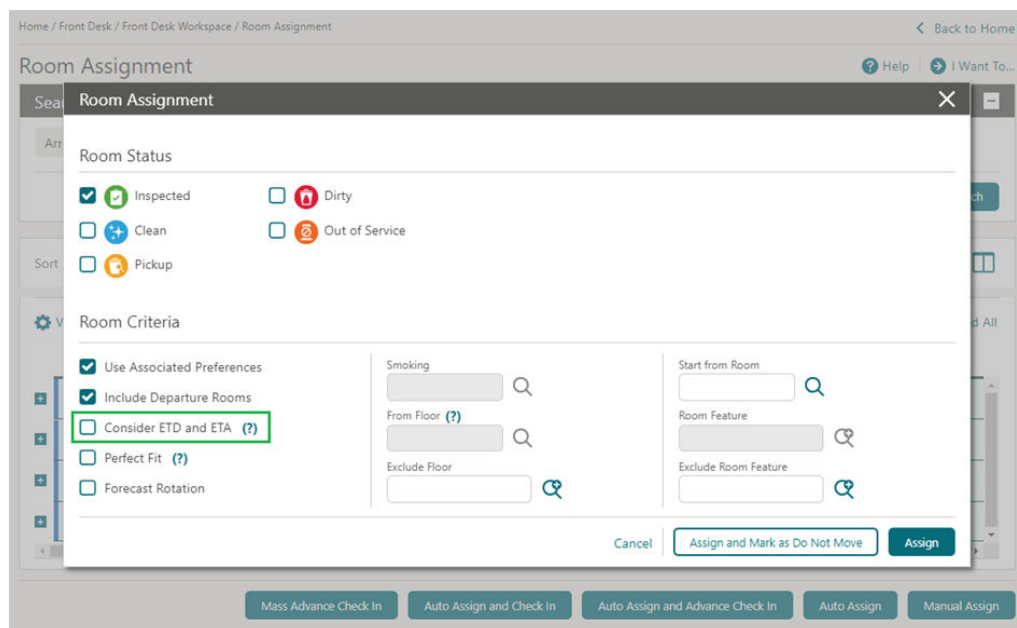 Home / Front Desk / Front Desk Workspace / Room Assignment
Back to Home
Room Assignment
Help
I Want To...
Sea
Room Assignment
Arr
Room Status
Inspected
Dirty
ch
Clean
Out of Service
Sort
Pickup
V
Room Criteria
d All
Use Associated Preferences
Smoking
Start from Room
Include Departure Rooms
From Floor (?)
Room Feature
Consider ETD and ETA (?)
Perfect Fit (?)
Exclude Floor
Exclude Room Feature
Forecast Rotation
Cancel
Assign and Mark as Do Not Move
Assign
Mass Advance Check In
Auto Assign and Check In
Auto Assign and Advance Check In
Auto Assign
Manual Assign